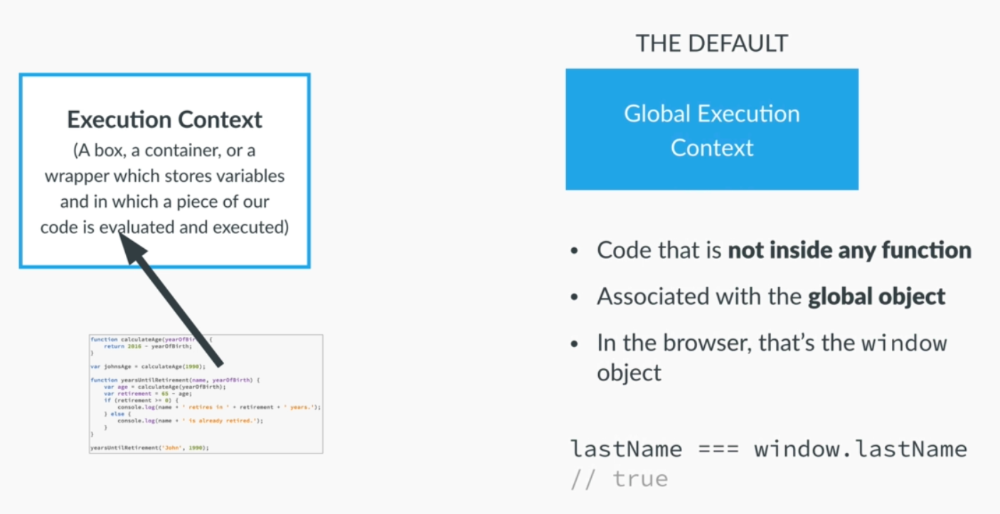 Execution Context
(A box, a container, or a
wrapper which stores variables
and in which a piece of our
code is evaluated and executed)
function calculateAge(yearOfBir {
    return 2016 - yearOfBirth;
}
var johnsAge = calculateAge(1990);
function yearsUntilRetirement(name, yearOfBirth) {
    var age = calculateAge(yearOfBirth);
    var retirement = 65 - age;
    if (retirement >= 0) {
        console.log(name + ' retires in ' + retirement + ' years.');
    } else {
        console.log(name + ' is already retired.');
    }
}
yearsUntilRetirement('John', 1990);
THE DEFAULT
Global Execution
Context
• Code that is not inside any function
• Associated with the global object
• In the browser, that’s the window
object
lastName === window.lastName
// true